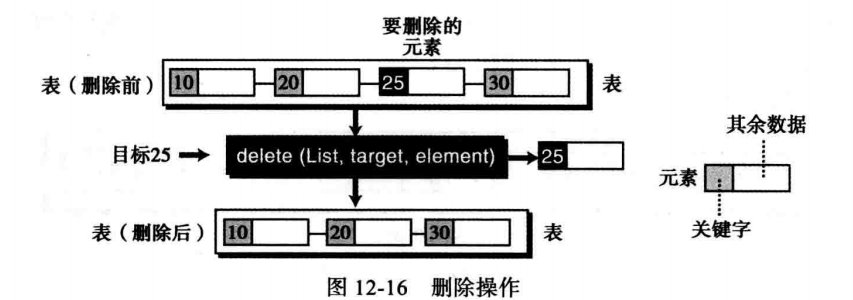 要删除的
元素
表（删除前） 10 20 25 30 表
其余数据
目标25 delete (List, target, element) 25
元素
关键字
表（删除后） 10 20 30 表
图 12-16 删除操作